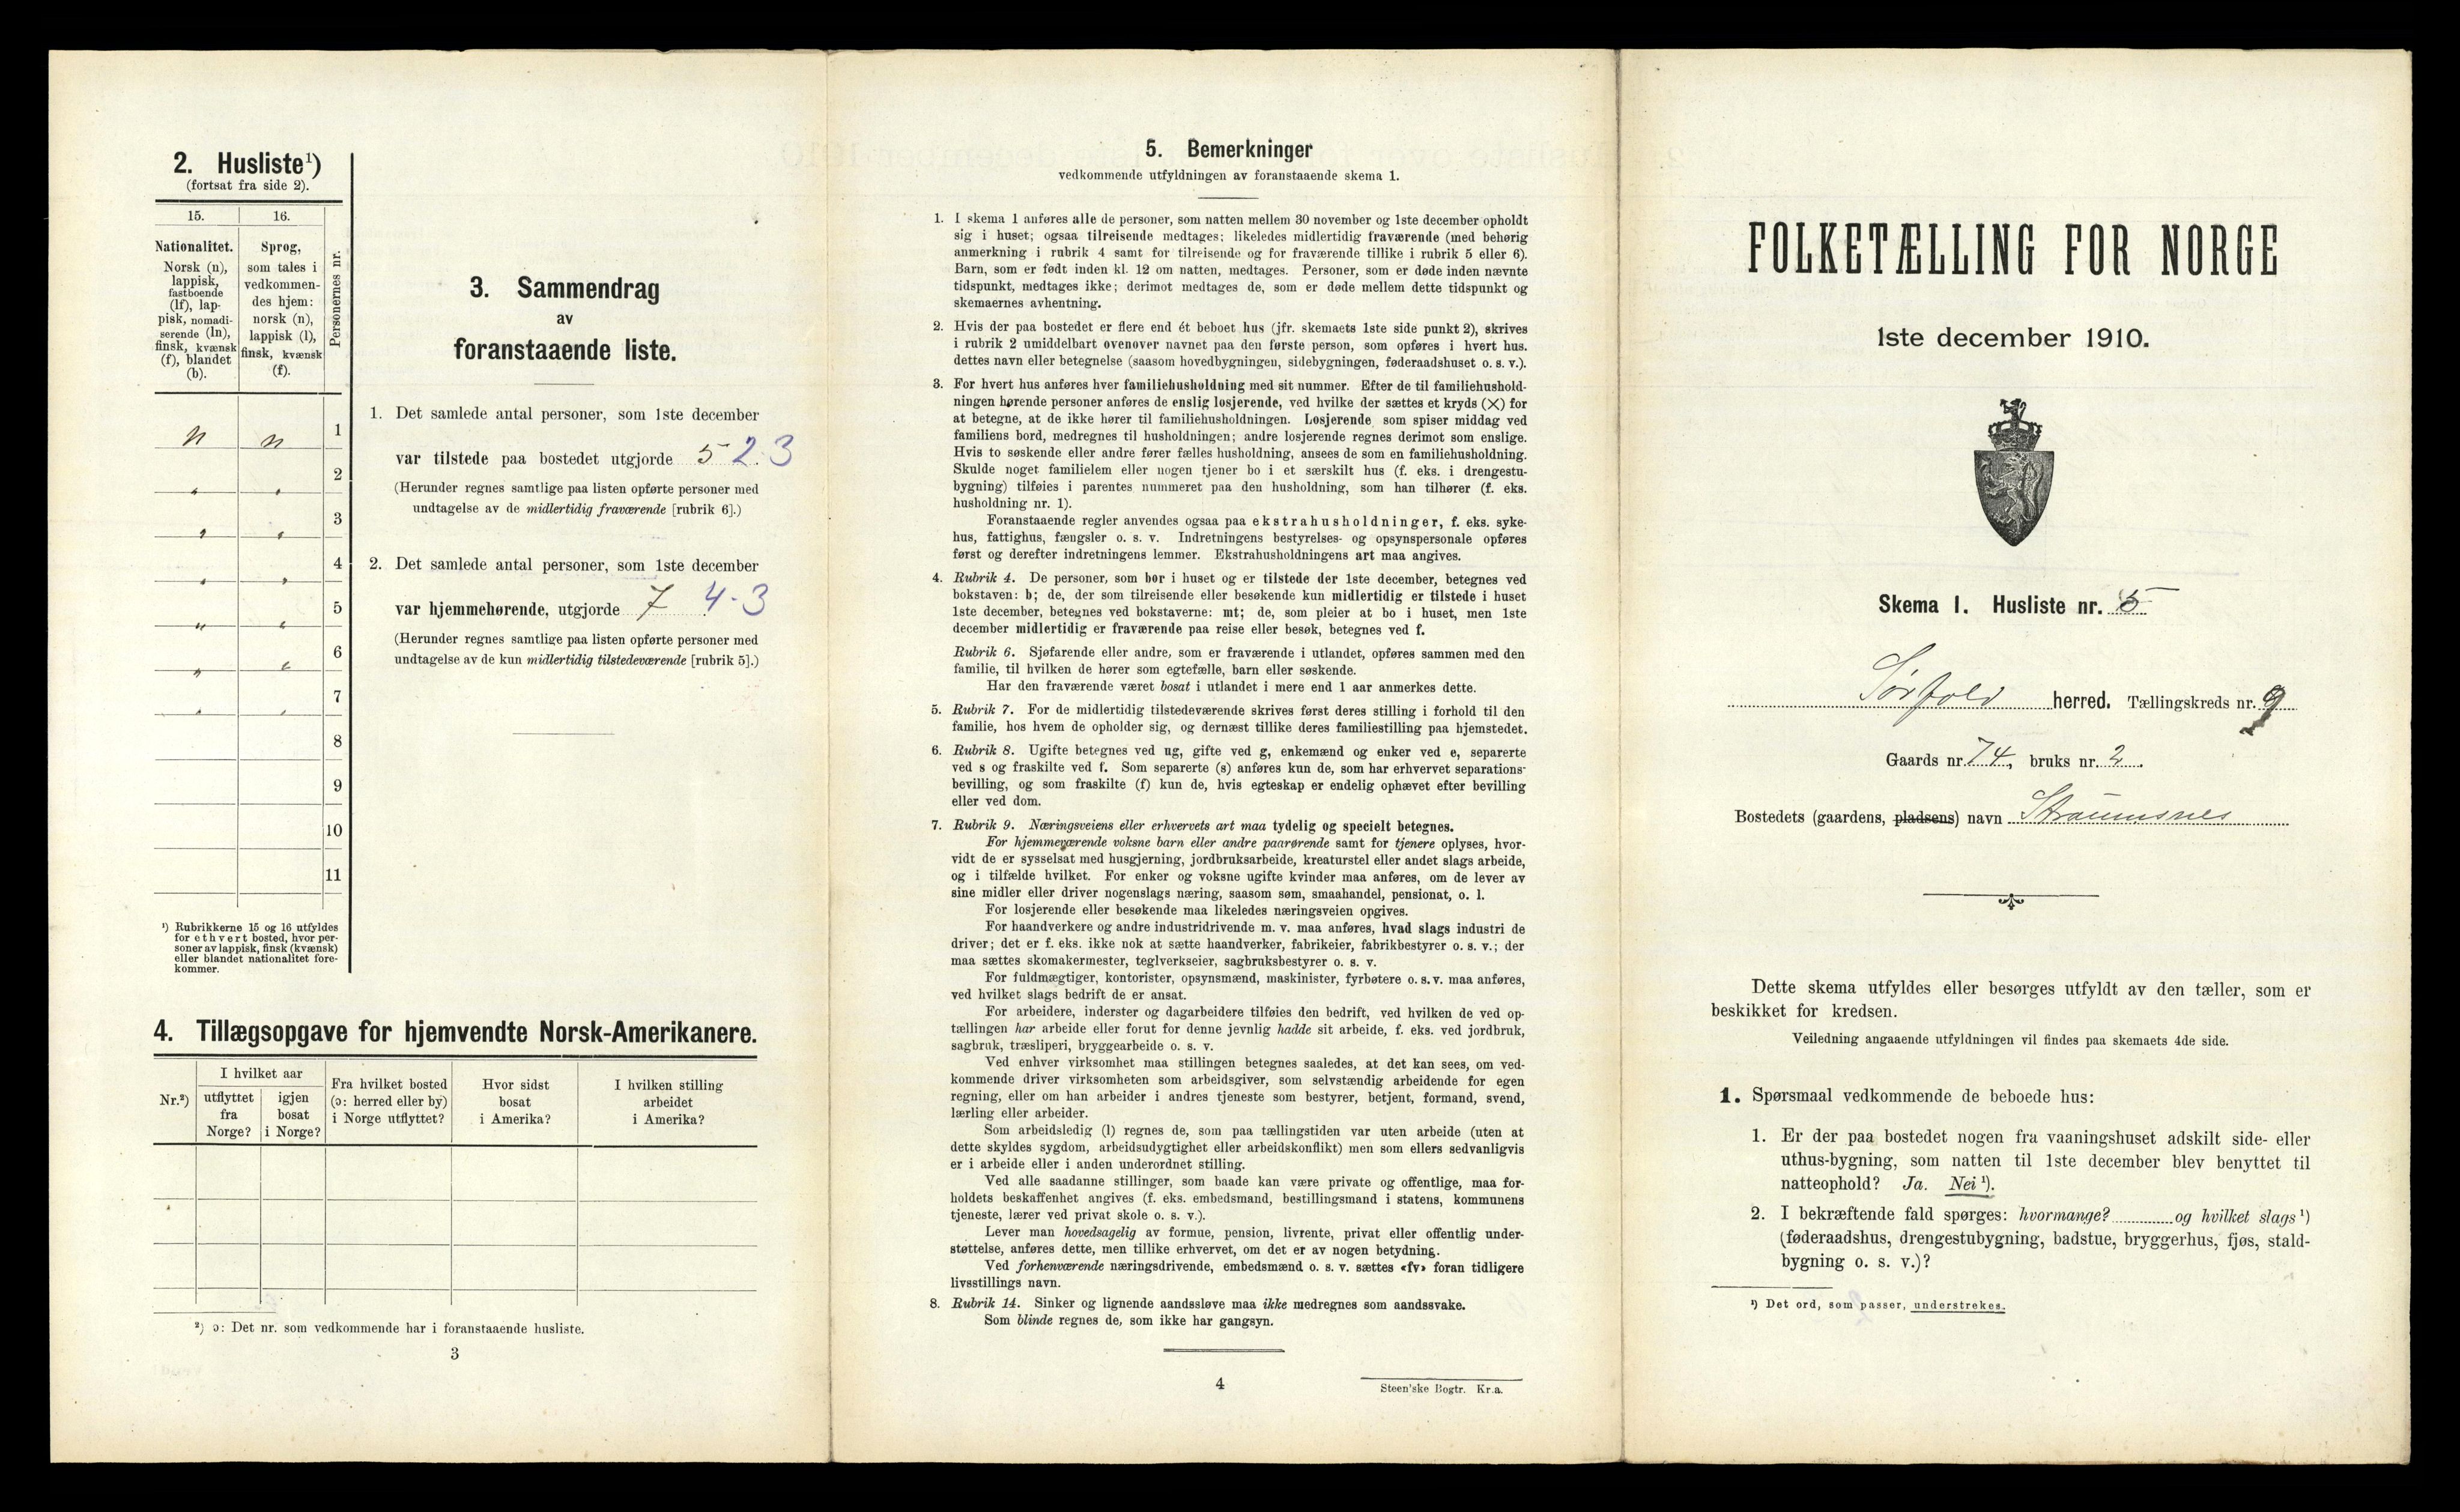 2. Husliste¹)
(fortsat fra side 2).
15. 16.
Nationalitet.
Norsk (n),
lappisk,
fastboende
(lf), lap-
pisk, nomadi-
serende (ln),
finsk, kvænsk
(f), blandet
(b).
Sprog,
som tales i
vedkommen-
des hjem:
norsk (n),
lappisk (l),
finsk, kvænsk
(f).
Personernes nr.
n n 1
" " 2
" " 3
" " 4
" " 5
" " 6
" " 7
8
9
10
11
¹) Rubrikkerne 15 og 16 utfyldes
for ethvert bosted, hvor per-
soner av lappisk, finsk (kvænsk)
eller blandet nationalitet fore-
kommer.
3. Sammendrag
av
foranstaaende liste.
1. Det samlede antal personer, som 1ste december
var tilstede paa bostedet utgjorde 5 2.3
(Herunder regnes samtlige paa listen opførte personer med
undtagelse av de midlertidig fraværende [rubrik 6].)
2. Det samlede antal personer, som 1ste december
var hjemmehørende, utgjorde 7 4-3
(Herunder regnes samtlige paa listen opførte personer med
undtagelse av de kun midlertidig tilstedeværende [rubrik 5].)
4. Tillægsopgave for hjemvendte Norsk-Amerikanere.
Nr.²)
I hvilket aar
utflyttet
fra
Norge?
igjen
bosat
i Norge?
Fra hvilket bosted
(ɔ: herred eller by)
i Norge utflyttet?
Hvor sidst
bosat
i Amerika?
I hvilken stilling
arbeidet
i Amerika?
²) ɔ: Det nr. som vedkommende har i foranstaaende husliste.
3
5. Bemerkninger
vedkommende utfyldningen av foranstaaende skema 1.
1. I skema 1 anføres alle de personer, som natten mellem 30 november og 1ste december opholdt
sig i huset; ogsaa tilreisende medtages; likeledes midlertidig fraværende (med behørig
anmerkning i rubrik 4 samt for tilreisende og for fraværende tillike i rubrik 5 eller 6).
Barn, som er født inden kl. 12 om natten, medtages. Personer, som er døde inden nævnte
tidspunkt, medtages ikke; derimot medtages de, som er døde mellem dette tidspunkt og
skemaernes avhentning.
2. Hvis der paa bostedet er flere end ét beboet hus (jfr. skemaets 1ste side punkt 2), skrives
i rubrik 2 umiddelbart ovenover navnet paa den første person, som opføres i hvert hus.
dettes navn eller betegnelse (saasom hovedbygningen, sidebygningen, føderaadshuset o. s. v.).
3. For hvert hus anføres hver familiehusholdning med sit nummer. Efter de til familiehushold-
ningen hørende personer anføres de enslig losjerende, ved hvilke der sættes et kryds (×) for
at betegne, at de ikke hører til familiehusholdningen. Losjerende som spiser middag ved
familiens bord, medregnes til husholdningen; andre losjerende regnes derimot som enslige.
Hvis to søskende eller andre fører fælles husholdning, ansees de som en familiehusholdning.
Skulde noget familielem eller nogen tjener bo i et særskilt hus (f. eks. i drengestu-
bygning) tilføies i parentes nummeret paa den husholdning, som han tilhører (f. eks.
husholdning nr. 1).
Foranstaaende regler anvendes ogsaa paa ekstrahusholdninger, f. eks. syke-
hus, fattighus, fængsler o. s. v. Indretningens bestyrelses- og opsynspersonale opføres
først og derefter indretningens lemmer. Ekstrahusholdningens art maa angives.
4. Rubrik 4. De personer, som bor i huset og er tilstede der 1ste december, betegnes ved
bokstaven: b; de, der som tilreisende eller besøkende kun midlertidig er tilstede i huset
1ste december, betegnes ved bokstaverne: mt; de, som pleier at bo i huset, men 1ste
december midlertidig er fraværende paa reise eller besøk, betegnes ved f.
Rubrik 6. Sjøfarende eller andre, som er fraværende i utlandet, opføres sammen med den
familie, til hvilken de hører som egtefælle, barn eller søskende.
Har den fraværende været bosat i utlandet i mere end 1 aar anmerkes dette.
5. Rubrik 7. For de midlertidig tilstedeværende skrives først deres stilling i forhold til den
familie, hos hvem de opholder sig, og dernæst tillike deres familiestilling paa hjemstedet.
6. Rubrik 8. Ugifte betegnes ved ug, gifte ved g, enkemænd og enker ved e, separerte
ved s og fraskilte ved f. Som separerte (s) anføres kun de, som har erhvervet separations-
bevilling, og som fraskilte (f) kun de, hvis egteskap er endelig ophævet efter bevilling
eller ved dom.
7. Rubrik 9. Næringsveiens eller erhvervets art maa tydelig og specielt betegnes.
For hjemmeværende voksne barn eller andre paarørende samt for tjenere oplyses, hvor-
vidt de er sysselsat med husgjerning, jordbruksarbeide, kreaturstel eller andet slags arbeide,
og i tilfælde hvilket. For enker og voksne ugifte kvinder maa anføres, om de lever av
sine midler eller driver nogenslags næring, saasom søm, smaahandel, pensionat, o. l.
For losjerende eller besøkende maa likeledes næringsveien opgives.
For haandverkere og andre industridrivende m. v. maa anføres, hvad slags industri de
driver; det er f. eks. ikke nok at sætte haandverker, fabrikeier, fabrikbestyrer o. s. v.; der
maa sættes skomakermester, teglverkseier, sagbruksbestyrer o. s. v.
For fuldmægtiger, kontorister, opsynsmænd, maskinister, fyrbøtere o. s. v. maa anføres,
ved hvilket slags bedrift de er ansat.
For arbeidere, inderster og dagarbeidere tilføies den bedrift, ved hvilken de ved op-
tællingen har arbeide eller forut for denne jevnlig hadde sit arbeide, f. eks. ved jordbruk,
sagbruk, træsliperi, bryggearbeide o. s. v.
Ved enhver virksomhet maa stillingen betegnes saaledes, at det kan sees, om ved-
kommende driver virksomheten som arbeidsgiver, som selvstændig arbeidende for egen
regning, eller om han arbeider i andres tjeneste som bestyrer, betjent, formand, svend,
lærling eller arbeider.
Som arbeidsledig (l) regnes de, som paa tællingstiden var uten arbeide (uten at
dette skyldes sygdom, arbeidsudygtighet eller arbeidskonflikt) men som ellers sedvanligvis
er i arbeide eller i anden underordnet stilling.
Ved alle saadanne stillinger, som baade kan være private og offentlige, maa for-
holdets beskaffenhet angives (f. eks. embedsmand, bestillingsmand i statens, kommunens
tjeneste, lærer ved privat skole o. s. v.).
Lever man hovedsagelig av formue, pension, livrente, privat eller offentlig under-
støttelse, anføres dette, men tillike erhvervet, om det er av nogen betydning.
Ved forhenværende næringsdrivende, embedsmænd o. s. v. sættes «fv» foran tidligere
livsstillings navn.
8. Rubrik 14. Sinker og lignende aandssløve maa ikke medregnes som aandssvake.
Som blinde regnes de, som ikke har gangsyn.
4
Steen'ske Bogtr. Kr.a.
FOLKETÆLLING FOR NORGE
1ste december 1910.
Skema 1. Husliste nr. 5
Sørfold herred. Tællingskreds nr. 9
Gaards nr. 74, bruks nr. 2.
Bostedets (gaardens, pladsens) navn Straumsnes
Dette skema utfyldes eller besørges utfyldt av den tæller, som er
beskikket for kredsen.
Veiledning angaaende utfyldningen vil findes paa skemaets 4de side.
1. Spørsmaal vedkommende de beboede hus:
1. Er der paa bostedet nogen fra vaaningshuset adskilt side- eller
uthus-bygning, som natten til 1ste december blev benyttet til
natteophold? Ja. Nei¹).
2. I bekræftende fald spørges: hvormange? og hvilket slags¹)
(føderaadshus, drengestubygning, badstue, bryggerhus, fjøs, stald-
bygning o. s. v.)?
¹) Det ord, som passer, understrekes.